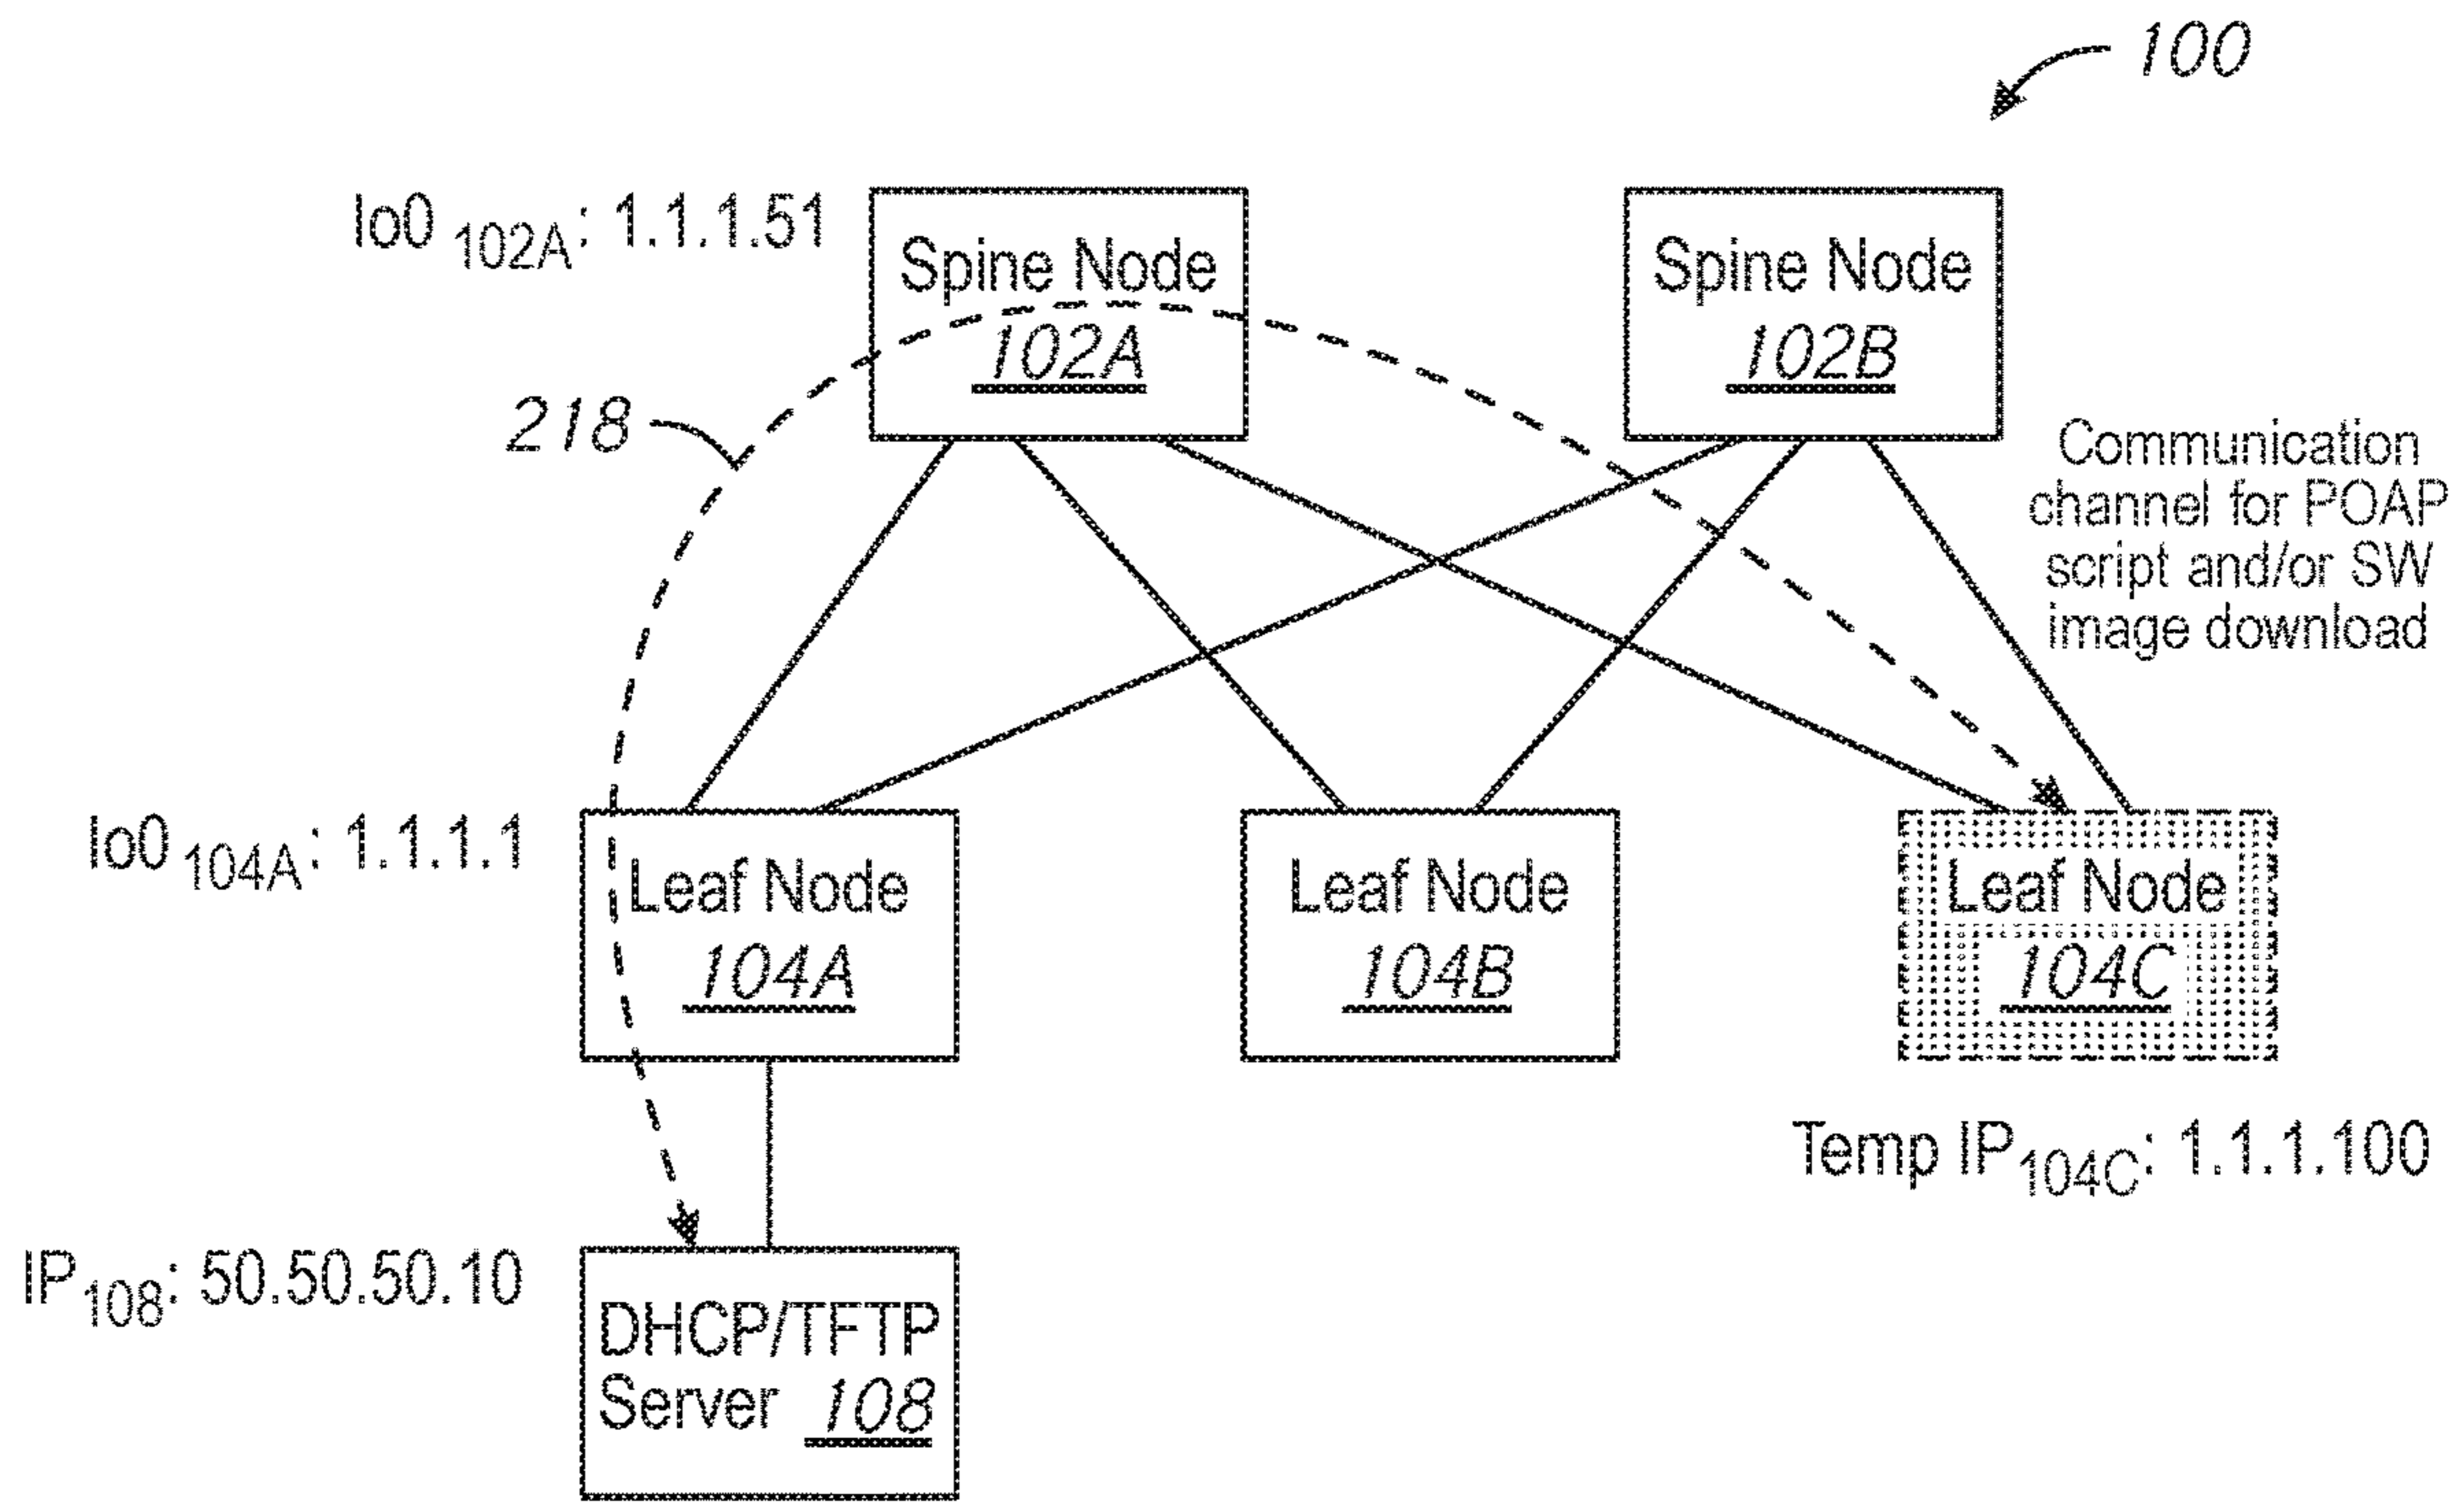 100
lo0 102A: 1.1.1.51
Spine Node
102A
Spine Node
102B
218
Communication
channel for POAP
script and/or SW
image download
lo0 104A: 1.1.1.1
Leaf Node
104A
Leaf Node
104B
Leaf Node
104C
Temp IP104C: 1.1.1.100
IP108: 50.50.50.10
DHCP/TFTP
Server 108